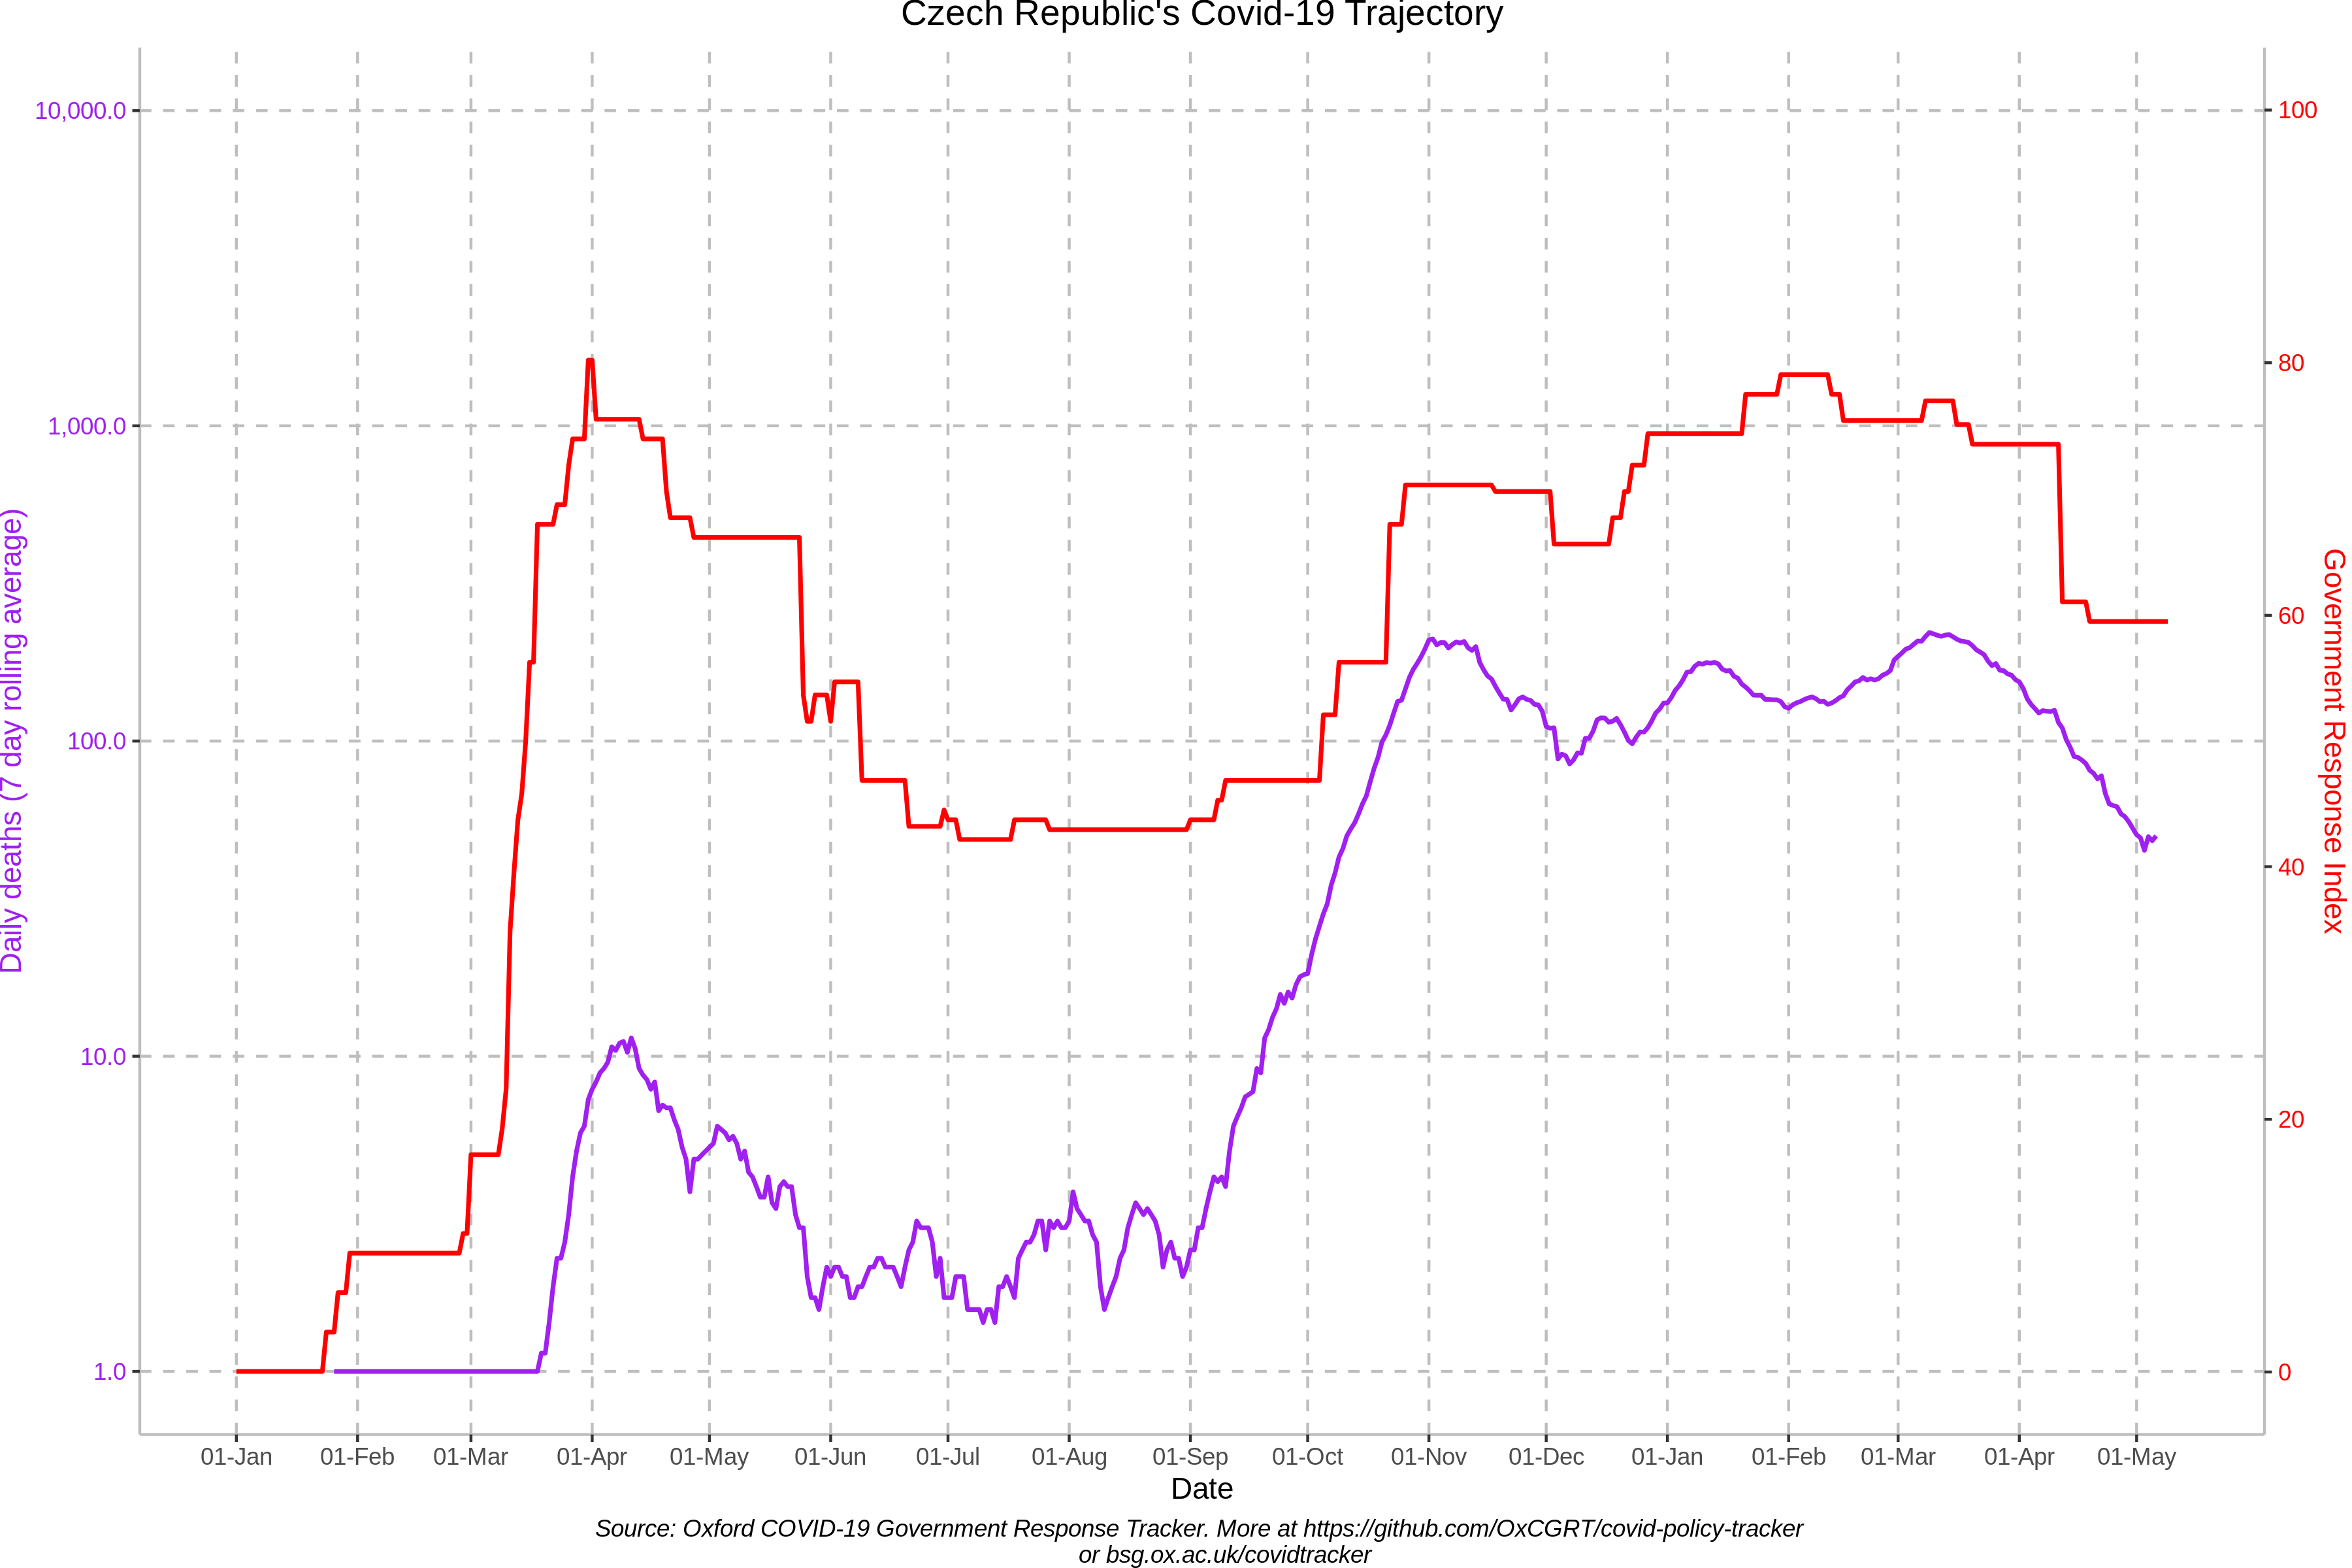 Czech Republic's Covid-19 Trajectory
10,000.0
1,000.0
100.0
10.0
1.0
Daily deaths (7 day rolling average)
100
80
60
40
20
0
Government Response Index
01-Jan 01-Feb 01-Mar 01-Apr 01-May 01-Jun 01-Jul 01-Aug 01-Sep 01-Oct 01-Nov 01-Dec 01-Jan 01-Feb 01-Mar 01-Apr 01-May
Date
Source: Oxford COVID-19 Government Response Tracker. More at https://github.com/OxCGRT/covid-policy-tracker
or bsg.ox.ac.uk/covidtracker